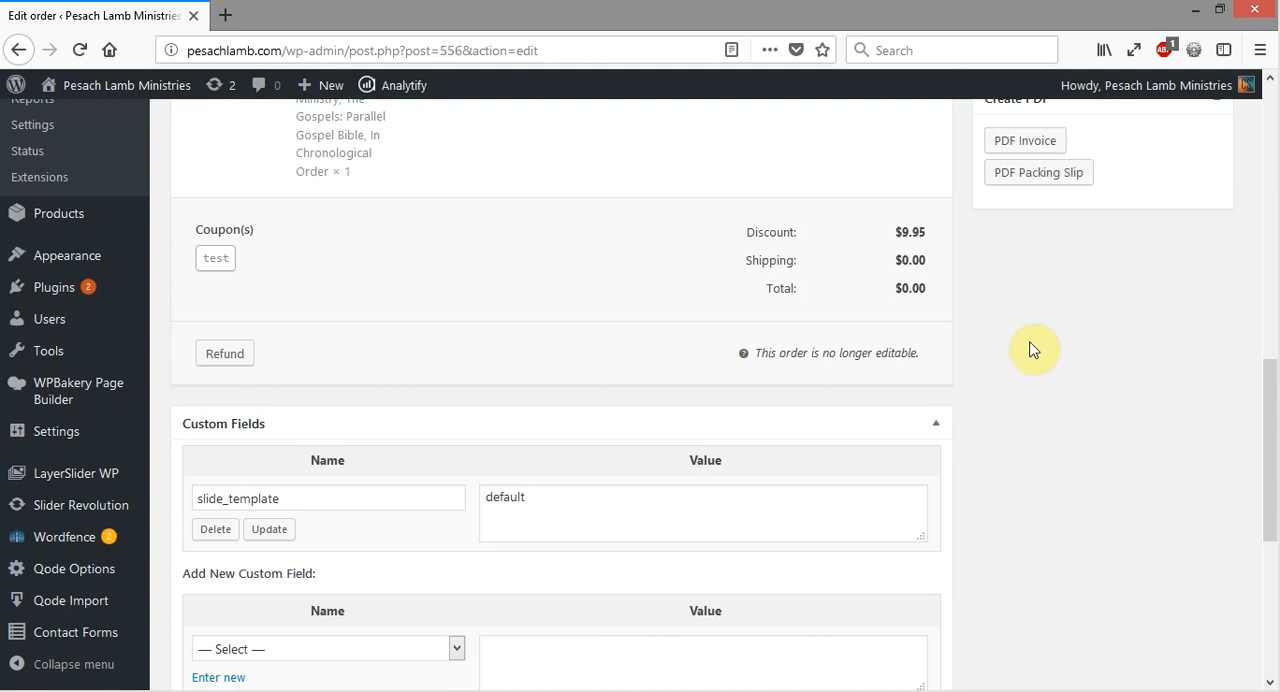 Edit order ‹ Pesach Lamb Ministries
pesachlamb.com/wp-admin/post.php?post=556&action=edit
Search
ABP
1
Pesach Lamb Ministries
2
0
New
Analytify
Howdy, Pesach Lamb Ministries
Reports
Settings
Status
Extensions
Products
Appearance
Plugins 2
Users
Tools
WPBakery Page
Builder
Settings
LayerSlider WP
Slider Revolution
Wordfence 2
Qode Options
Qode Import
Contact Forms
Collapse menu
Ministry, The
Gospels: Parallel
Gospel Bible, In
Chronological
Order × 1
Coupon(s)
test
Discount: $9.95
Shipping: $0.00
Total: $0.00
Refund
This order is no longer editable.
Custom Fields
Name Value
slide_template default
Delete Update
Add New Custom Field:
Name Value
— Select —
Enter new
Create PDF
PDF Invoice
PDF Packing Slip